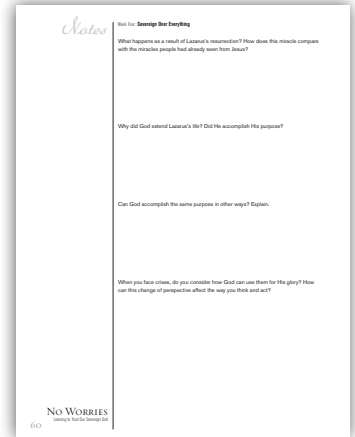 Notes
Week Four: Sovereign Over Everything
What happens as a result of Lazarus's resurrection? How does this miracle compare
with the miracles people had already seen from Jesus?
Why did God extend Lazarus's life? Did He accomplish His purpose?
Can God accomplish the same purpose in other ways? Explain.
When you face crises, do you consider how God can use them for His glory? How
can this change of perspective affect the way you think and act?
No Worries
Learning to Trust Our Sovereign God
60